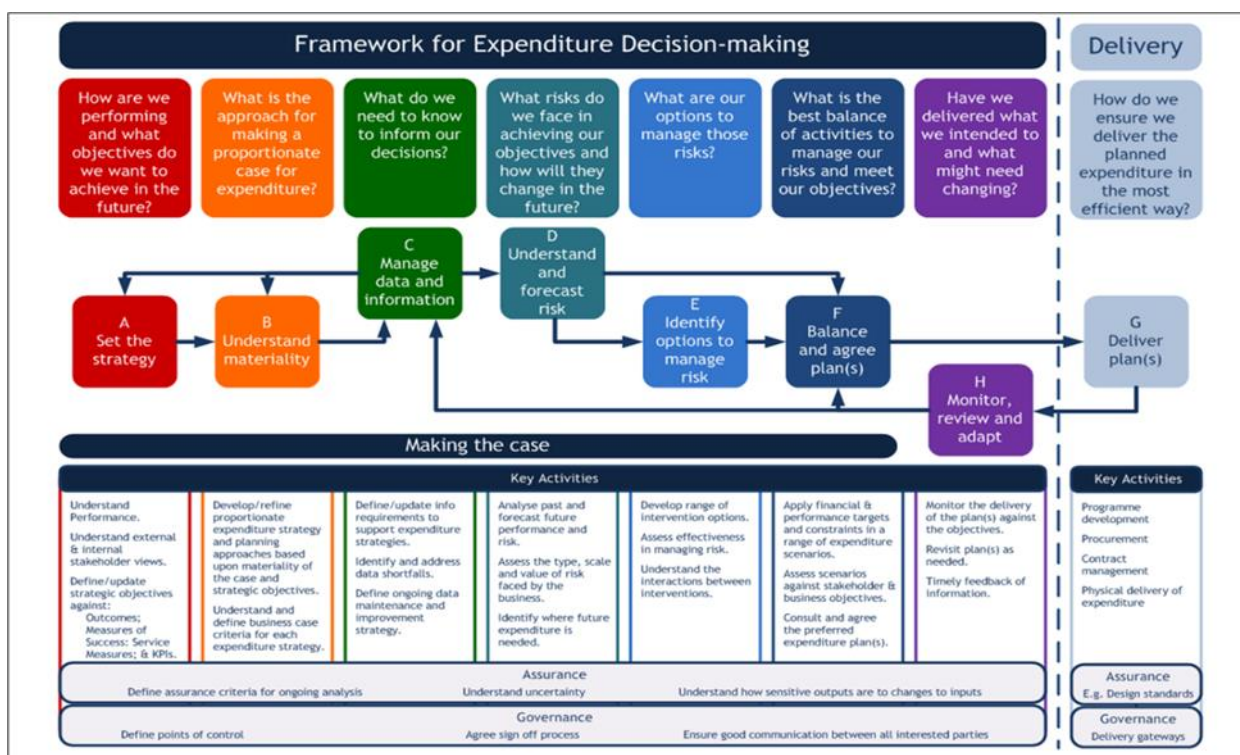 Framework for Expenditure Decision-making
Delivery
How are we
performing and what
objectives do
we want to
achieve in the
future?
What is the
approach for
making a
proportionate
case for
expenditure?
What do we
need to know
to inform our
decisions?
What risks do
we face in
achieving our
objectives and
how will they
change in the
future?
What are our
options to
manage those
risks?
What is the
best balance
of activities to
manage our
risks and meet
our objectives?
Have we
delivered what
we intended to
and what
might need
changing?
How do we
ensure we
deliver the
planned
expenditure in
the most
efficient way?
A
Set the
strategy
B
Understand
materiality
C
Manage
data and
information
D
Understand
and
forecast
risk
E
Identify
options to
manage
risk
F
Balance
and agree
plan(s)
G
Deliver
plan(s)
H
Monitor,
review and
adapt
Making the case
Key Activities
Understand
Performance.
Understand external
& internal
stakeholder views.
Define/update
strategic objectives
against:
Outcomes;
Measures of
Success: Service
Measures; & KPIs.
Develop/refine
proportionate
expenditure strategy
and planning
approaches based
upon materiality of
the case and
strategic objectives.
Understand and
define business case
criteria for each
expenditure strategy.
Define/update info
requirements to
support expenditure
strategies.
Identify and address
data shortfalls.
Define ongoing data
maintenance and
improvement
strategy.
Analyse past and
forecast future
performance and
risk.
Assess the type, scale
and value of risk
faced by the
business.
Identify where future
expenditure is
needed.
Develop range of
intervention options.
Assess effectiveness
in managing risk.
Understand the
interactions between
interventions.
Apply financial &
performance targets
and constraints in a
range of expenditure
scenarios.
Assess scenarios
against stakeholder &
business objectives.
Consult and agree
the preferred
expenditure plan(s).
Monitor the delivery
of the plan(s) against
the objectives.
Revisit plan(s) as
needed.
Timely feedback of
information.
Key Activities
Programme
development
Procurement
Contract
management
Physical delivery of
expenditure
Assurance
Define assurance criteria for ongoing analysis
Understand uncertainty
Understand how sensitive outputs are to changes to inputs
Assurance
E.g. Design standards
Governance
Define points of control
Agree sign off process
Ensure good communication between all interested parties
Governance
Delivery gateways